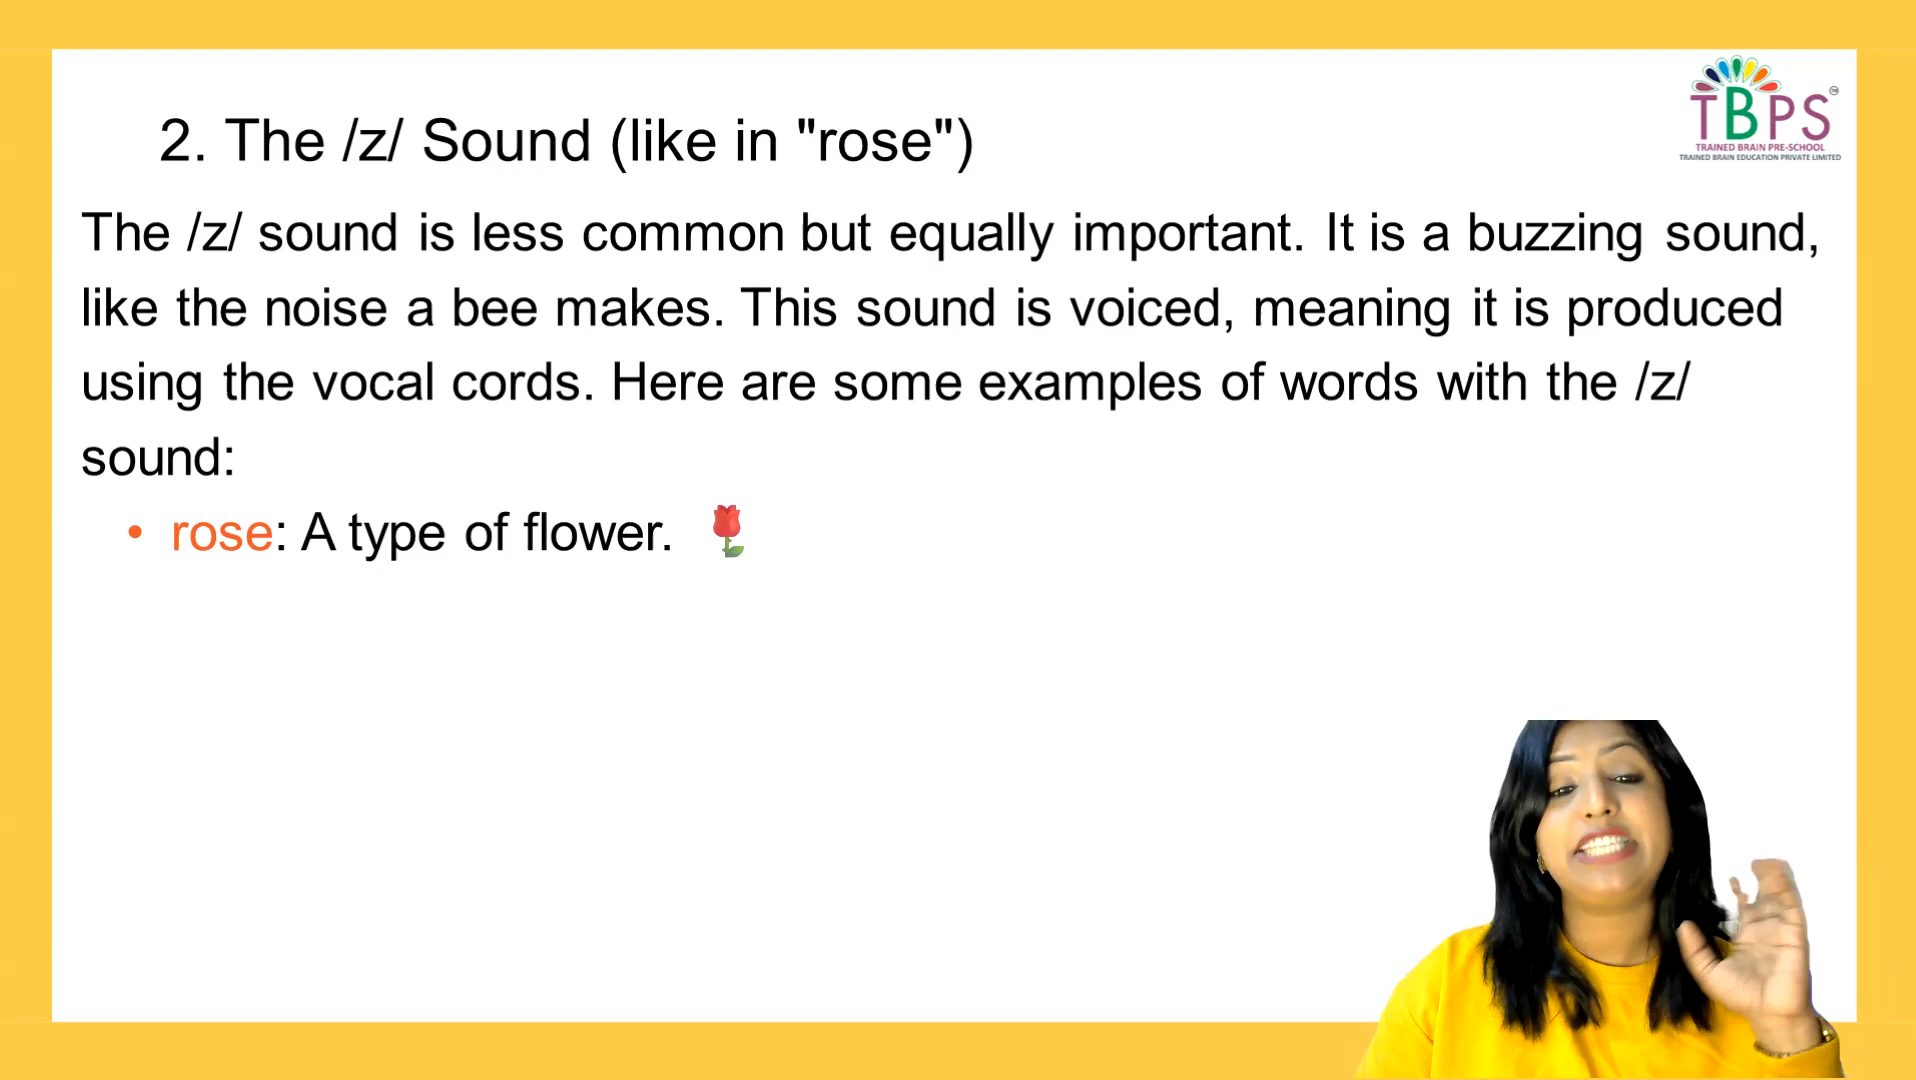 TBPS
TM
TRAINED BRAIN PRE-SCHOOL
TRAINED BRAIN EDUCATION PRIVATE LIMITED
2. The /z/ Sound (like in "rose")
The /z/ sound is less common but equally important. It is a buzzing sound,
like the noise a bee makes. This sound is voiced, meaning it is produced
using the vocal cords. Here are some examples of words with the /z/
sound:
• rose: A type of flower. 🌹